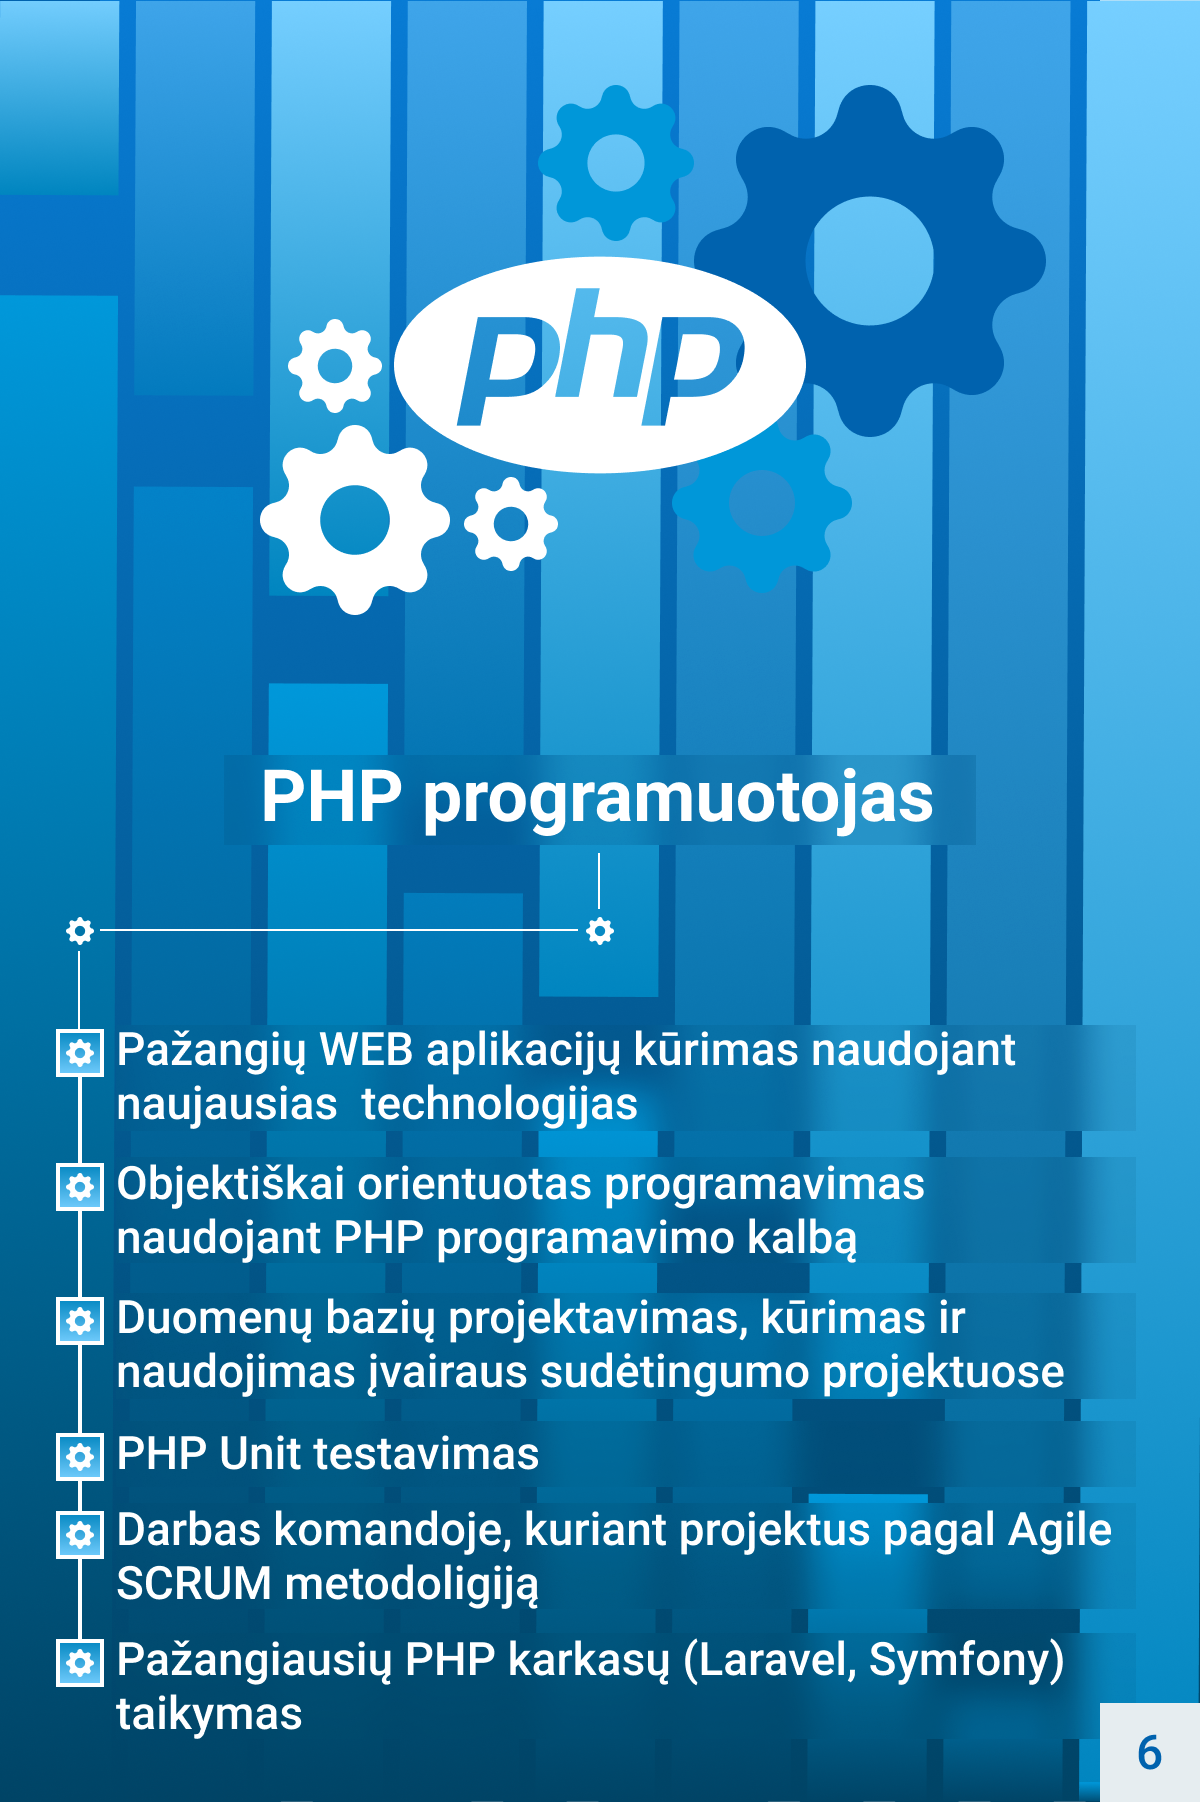 php
PHP programuotojas
Pažangių WEB aplikacijų kūrimas naudojant
naujausias  technologijas
Objektiškai orientuotas programavimas
naudojant PHP programavimo kalbą
Duomenų bazių projektavimas, kūrimas ir
naudojimas įvairaus sudėtingumo projektuose
PHP Unit testavimas
Darbas komandoje, kuriant projektus pagal Agile
SCRUM metodoligiją
Pažangiausių PHP karkasų (Laravel, Symfony)
taikymas
6